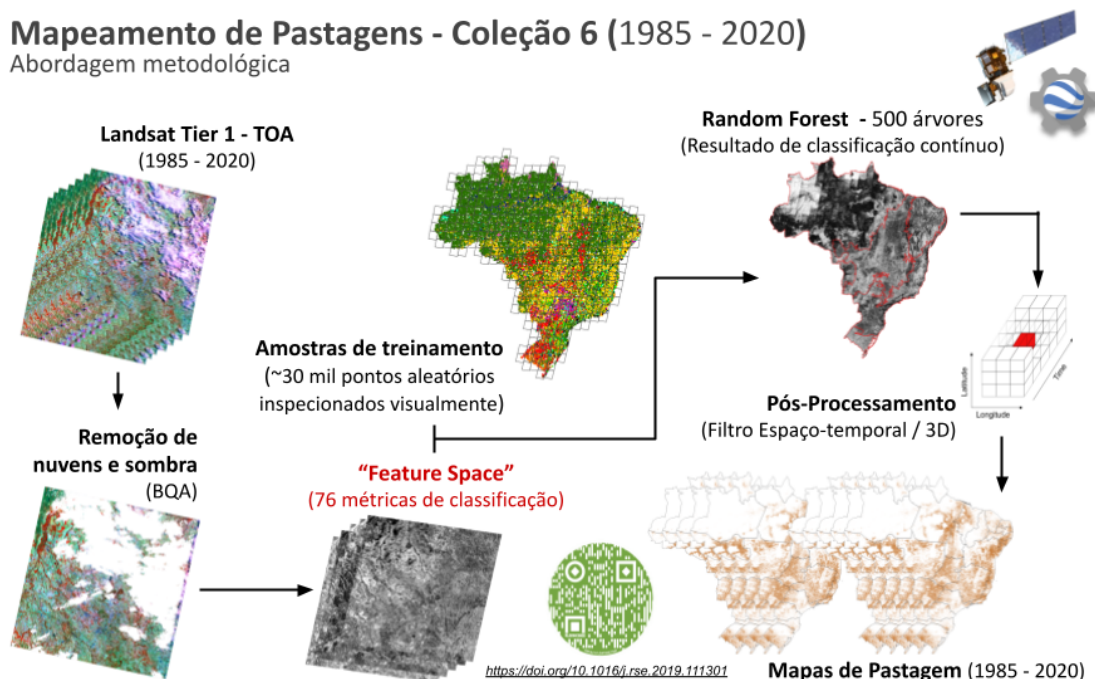 Mapeamento de Pastagens - Coleção 6 (1985 - 2020)
Abordagem metodológica
Landsat Tier 1 - TOA
(1985 - 2020)
Remoção de
nuvens e sombra
(BQA)
Amostras de treinamento
(~30 mil pontos aleatórios
inspecionados visualmente)
“Feature Space”
(76 métricas de classificação)
Random Forest - 500 árvores
(Resultado de classificação contínuo)
Latitude
Longitude
Time
Pós-Processamento
(Filtro Espaço-temporal / 3D)
https://doi.org/10.1016/j.rse.2019.111301
Mapas de Pastagem (1985 - 2020)